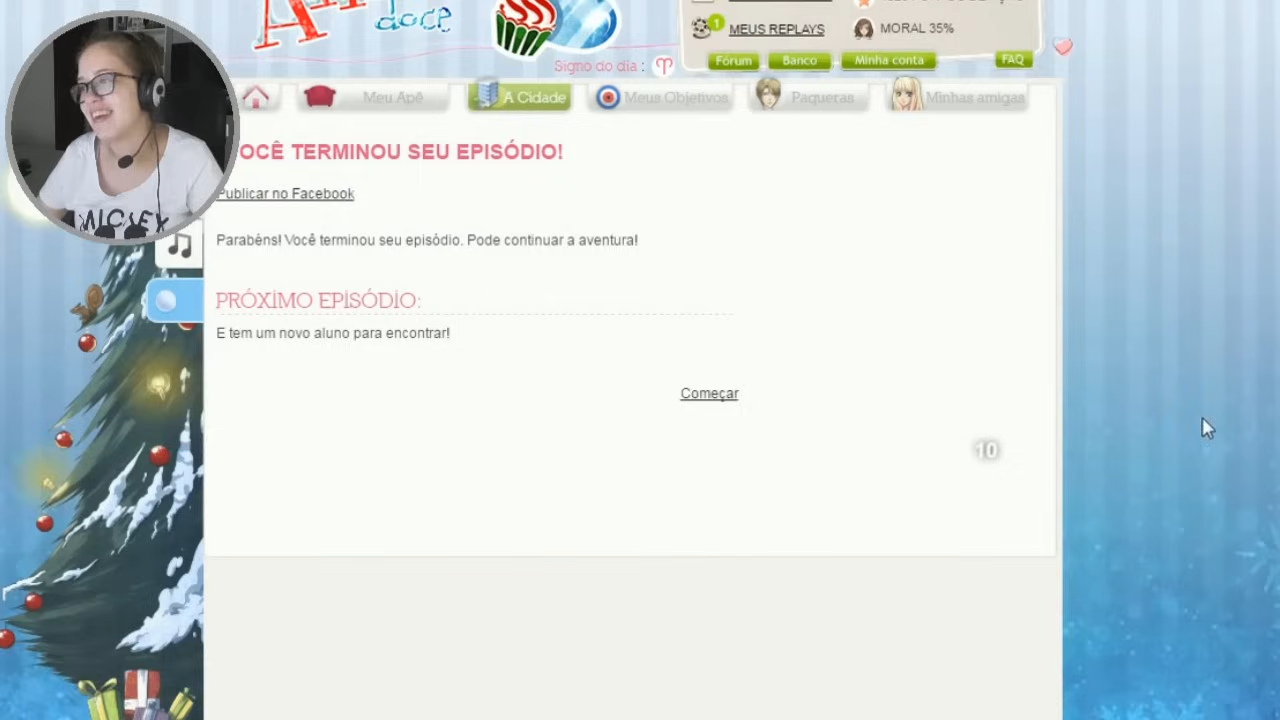 doce
1 MEUS REPLAYS
MORAL 35%
Signo do dia :
Fórum
Banco
Minha conta
FAQ
Meu Apê
A Cidade
Meus Objetivos
Paqueras
Minhas amigas
OCÊ TERMINOU SEU EPISÓDIO!
Publicar no Facebook
Parabéns! Você terminou seu episódio. Pode continuar a aventura!
PRÓXIMO EPISÓDIO:
E tem um novo aluno para encontrar!
Começar
10